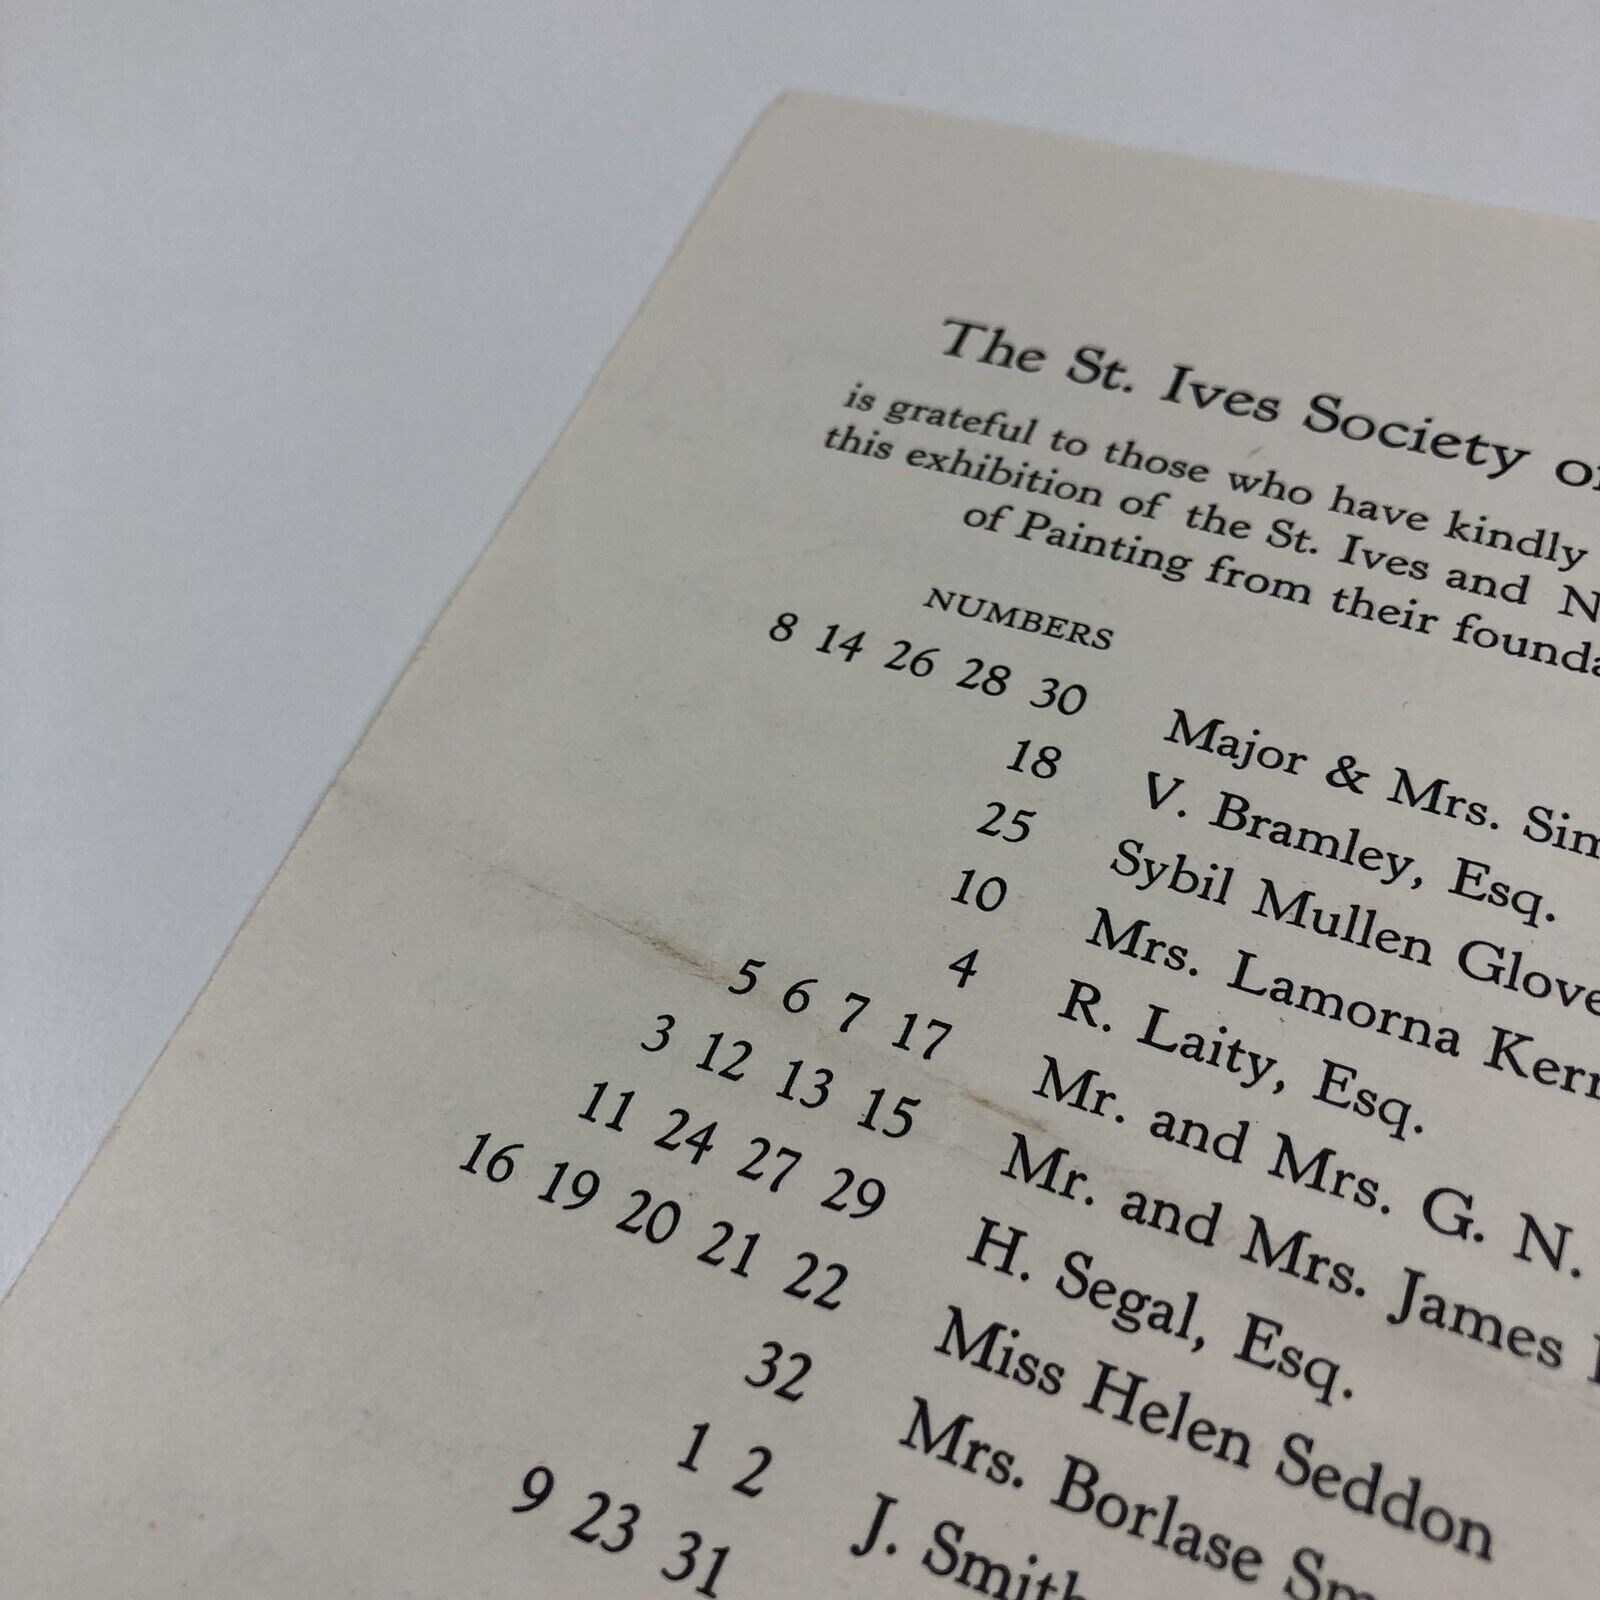 The St. Ives Society of
is grateful to those who have kindly
this exhibition of the St. Ives and N
of Painting from their founda
NUMBERS
8 14 26 28 30 Major & Mrs. Sim
18 V. Bramley, Esq.
25 Sybil Mullen Glove
10 Mrs. Lamorna Kerr
4 R. Laity, Esq.
5 6 7 17 Mr. and Mrs. G. N.
3 12 13 15 Mr. and Mrs. James
11 24 27 29 H. Segal, Esq.
16 19 20 21 22 Miss Helen Seddon
32 Mrs. Borlase Sm
1 2 J. Smith
9 23 31